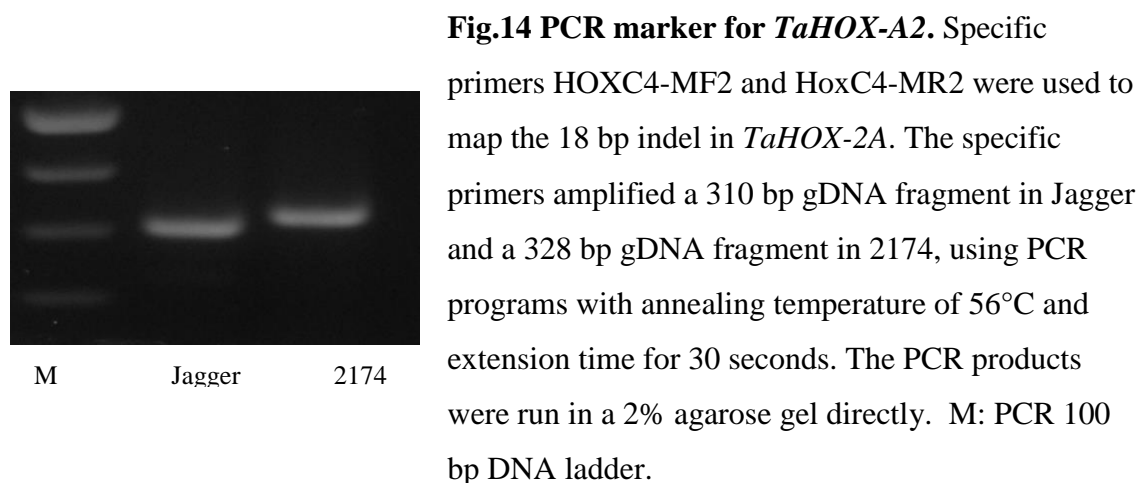 Fig.14 PCR marker for TaHOX-A2. Specific
primers HOXC4-MF2 and HoxC4-MR2 were used to
map the 18 bp indel in TaHOX-2A. The specific
primers amplified a 310 bp gDNA fragment in Jagger
and a 328 bp gDNA fragment in 2174, using PCR
programs with annealing temperature of 56°C and
extension time for 30 seconds. The PCR products
were run in a 2% agarose gel directly.  M: PCR 100
bp DNA ladder.
M Jagger 2174